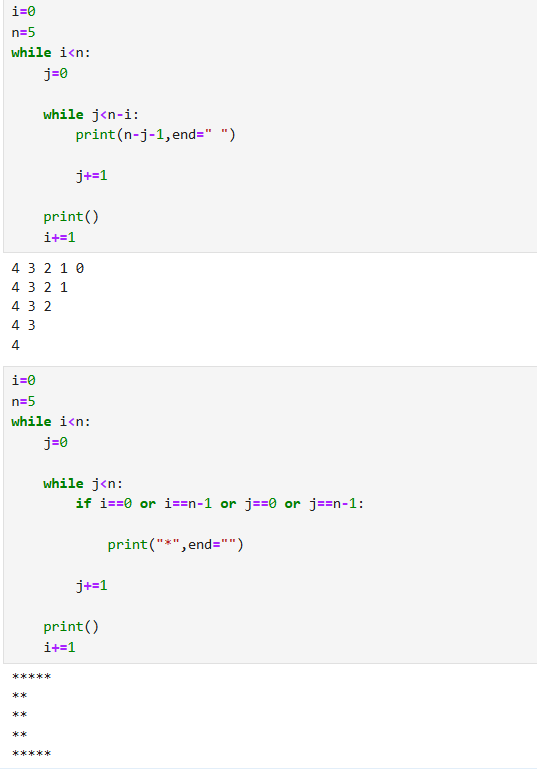 i=0
n=5
while i<n:
    j=0
    while j<n-i:
        print(n-j-1,end=" ")
        j+=1
    print()
    i+=1
4 3 2 1 0
4 3 2 1
4 3 2
4 3
4
i=0
n=5
while i<n:
    j=0
    while j<n:
        if i==0 or i==n-1 or j==0 or j==n-1:
            print("*",end="")
        j+=1
    print()
    i+=1
*****
**
**
**
*****